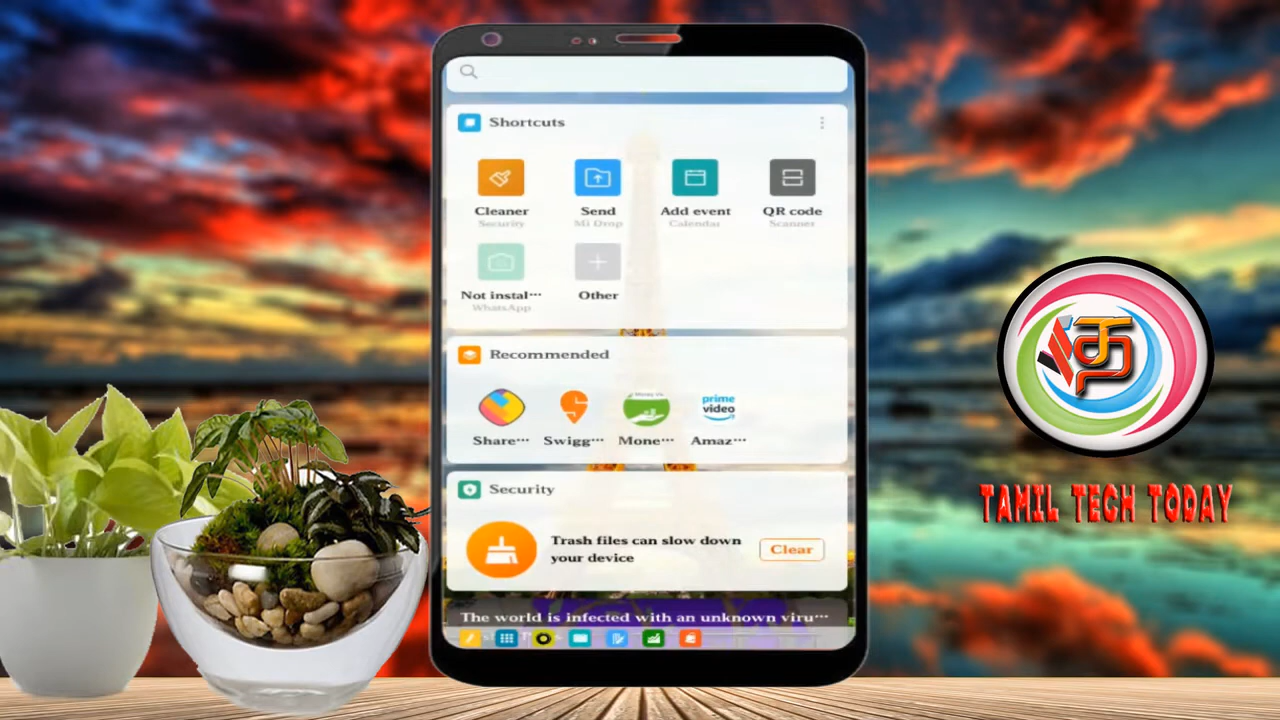 Shortcuts
Cleaner
Security
Send
Mi Drop
Add event
Calendar
QR code
Scanner
Not instal···
WhatsApp
Other
Recommended
Share···
Swigg···
Mone···
prime video
Amaz···
Security
Trash files can slow down
your device
Clear
The world is infected with an unknown viru···
TAMIL TECH TODAY